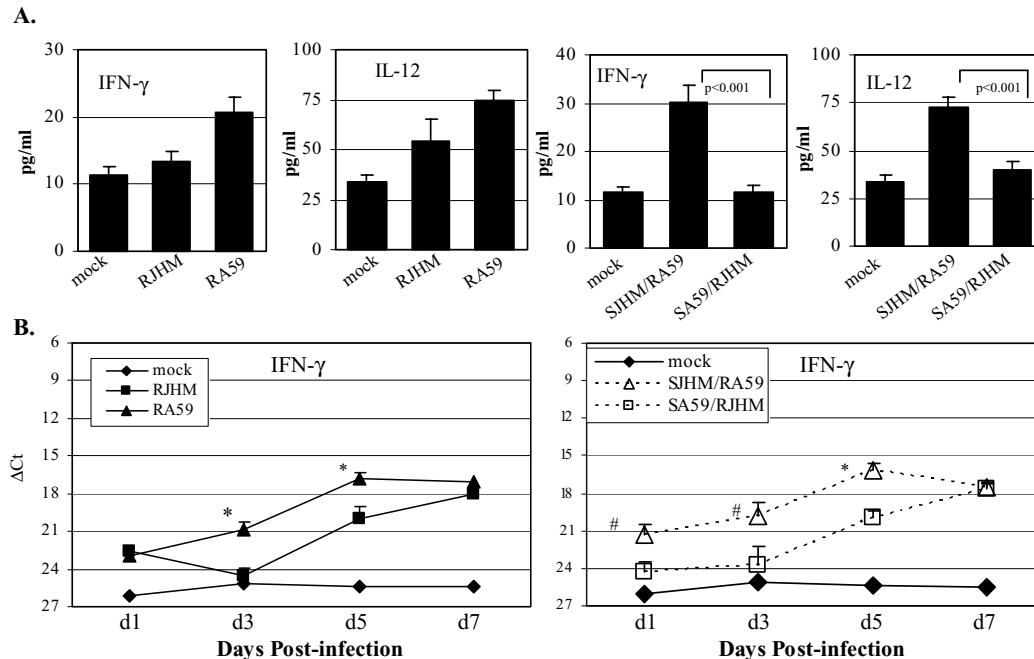 A.
IFN-γ
30
20
10
0
pg/ml
mock
RJHM
RA59
IL-12
100
75
50
25
0
pg/ml
mock
RJHM
RA59
IFN-γ
p<0.001
40
30
20
10
0
pg/ml
mock
SJHM/RA59
SA59/RJHM
IL-12
p<0.001
100
75
50
25
0
pg/ml
mock
SJHM/RA59
SA59/RJHM
B.
IFN-γ
mock
RJHM
RA59
6
9
12
15
18
21
24
27
ΔCt
*
*
d1
d3
d5
d7
Days Post-infection
IFN-γ
mock
SJHM/RA59
SA59/RJHM
6
9
12
15
18
21
24
27
#
#
*
d1
d3
d5
d7
Days Post-infection